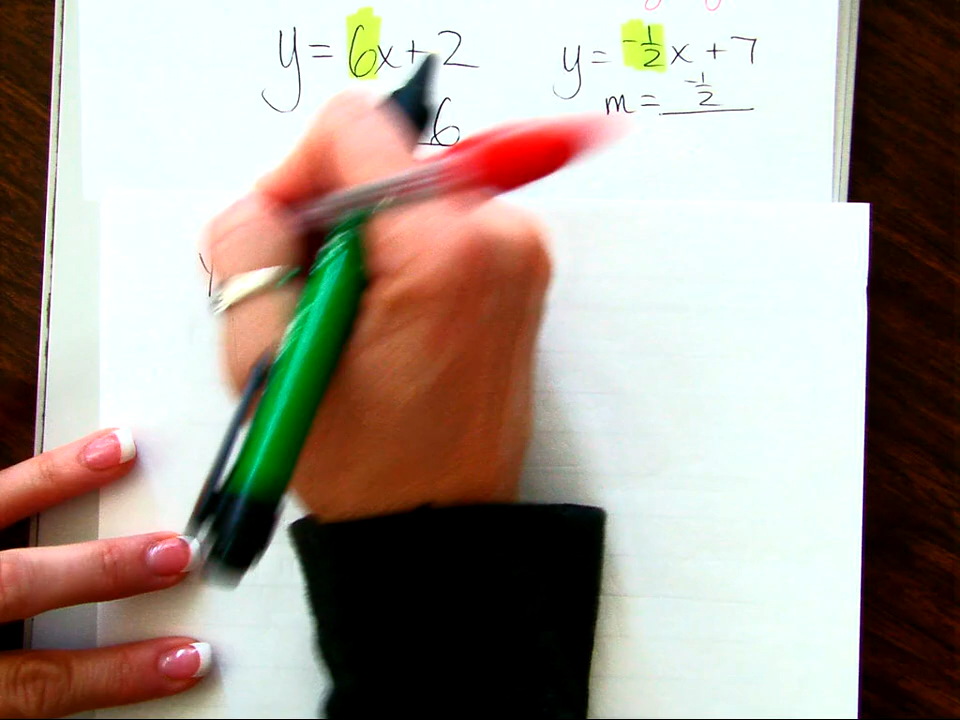 y = 6x + 2
6
y = -1/2 x + 7
m = -1/2
y